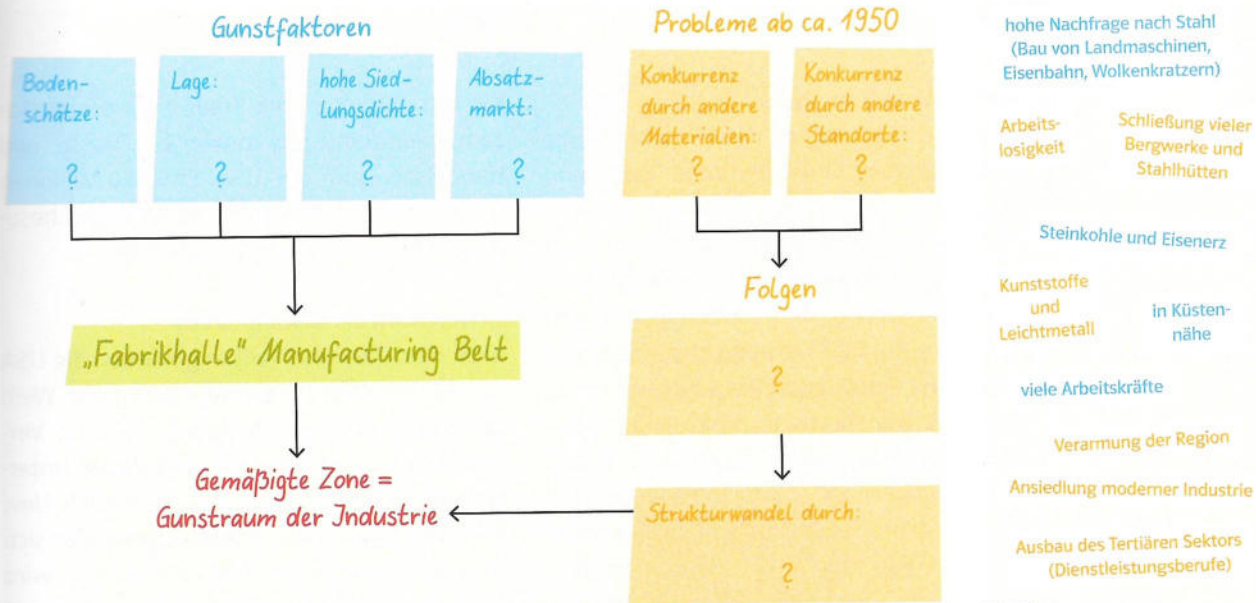 Gunstfaktoren
Boden-
schätze:
?
Lage:
?
hohe Sied-
lungsdichte:
?
Absatz-
markt:
?
„Fabrikhalle" Manufacturing Belt
Gemäßigte Zone =
Gunstraum der Industrie
Probleme ab ca. 1950
Konkurrenz
durch andere
Materialien:
?
Konkurrenz
durch andere
Standorte:
?
Folgen
?
Strukturwandel durch:
?
hohe Nachfrage nach Stahl
(Bau von Landmaschinen,
Eisenbahn, Wolkenkratzern)
Arbeits-
losigkeit
Schließung vieler
Bergwerke und
Stahlhütten
Steinkohle und Eisenerz
Kunststoffe
und
Leichtmetall
in Küsten-
nähe
viele Arbeitskräfte
Verarmung der Region
Ansiedlung moderner Industrie
Ausbau des Tertiären Sektors
(Dienstleistungsberufe)